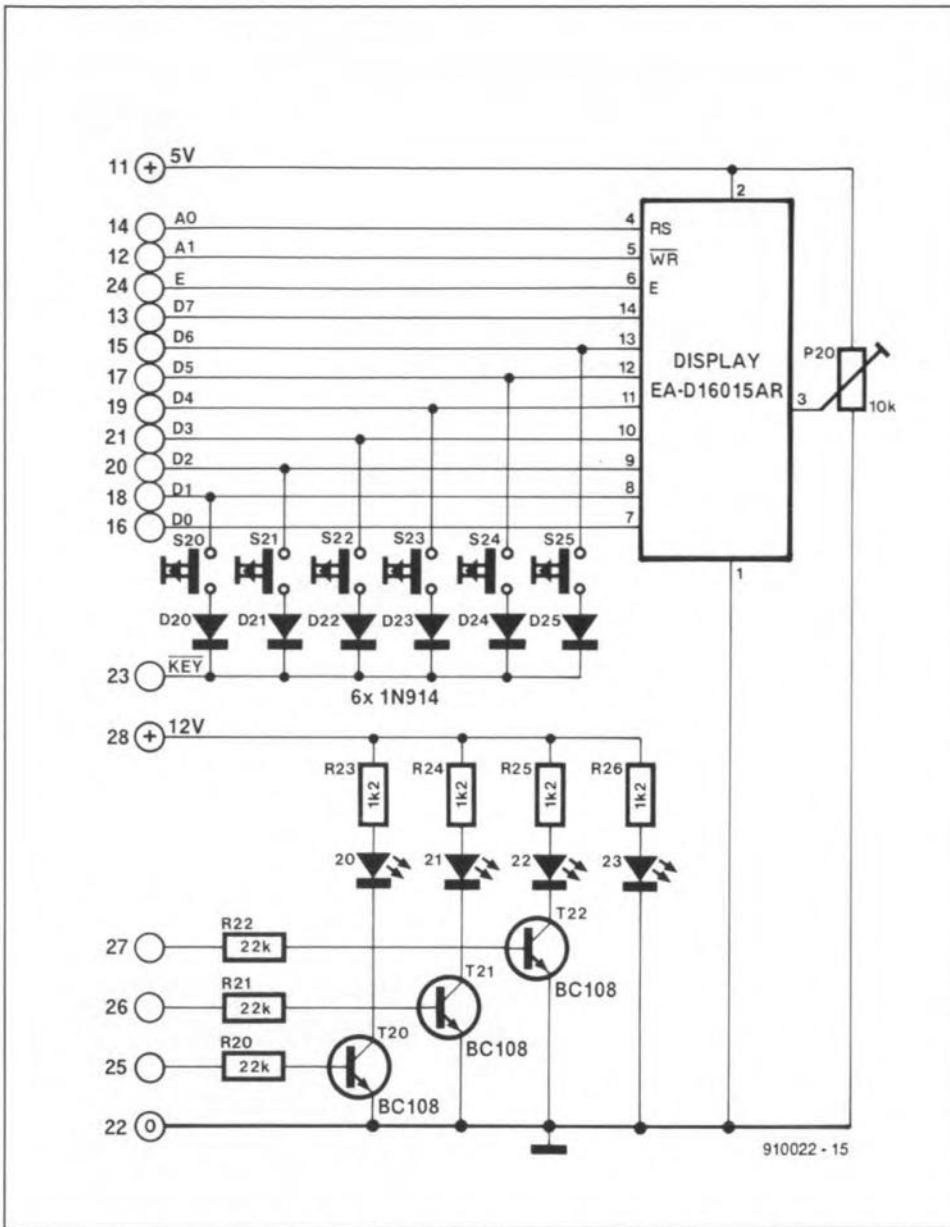 11 + 5V
2
14 A0 4 RS
12 A1 5 WR
24 E 6 E
13 D7 14
15 D6 13
17 D5 12
19 D4 11
21 D3 10
20 D2 9
18 D1 8
16 D0 7
DISPLAY
EA-D16015AR
3
P20
10k
1
S20 S21 S22 S23 S24 S25
D20 D21 D22 D23 D24 D25
23 KEY
6x 1N914
28 + 12V
R23 R24 R25 R26
1k2 1k2 1k2 1k2
20 21 22 23
27 R22 22k T22 BC108
26 R21 22k T21 BC108
25 R20 22k T20 BC108
22 0
910022 - 15